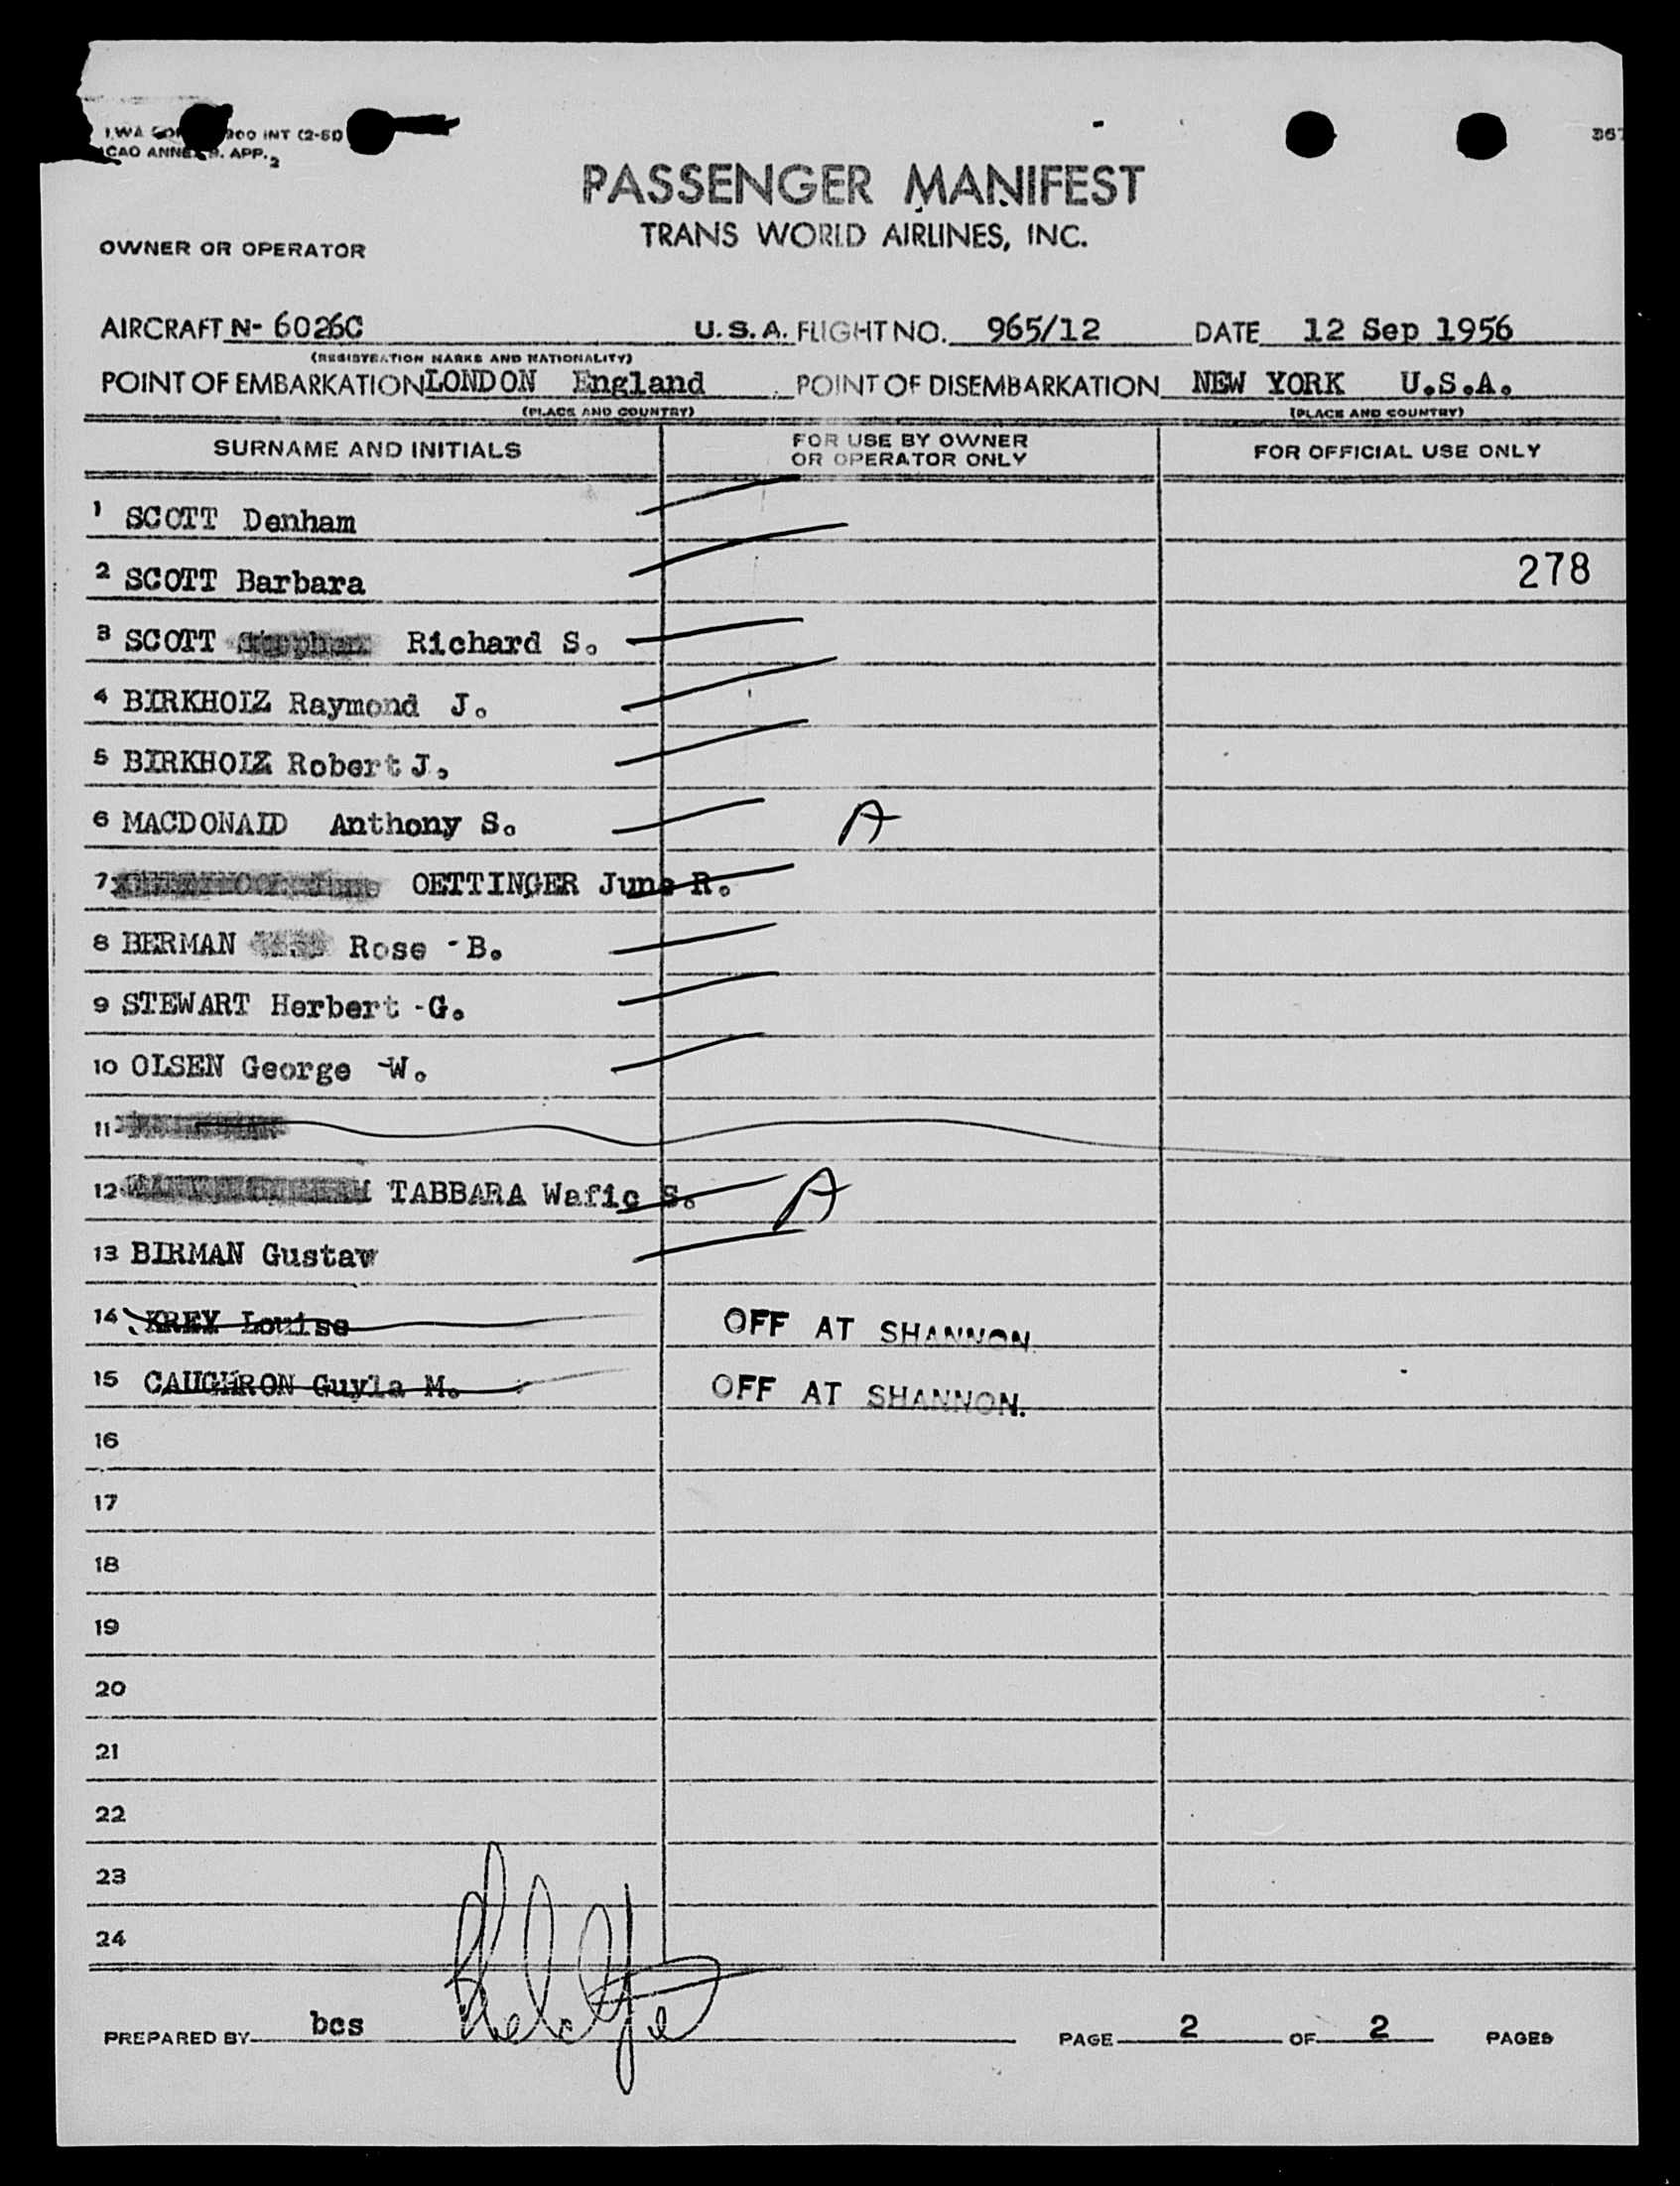 CAO ANNEX 9. APP. 2
367
PASSENGER MANIFEST
TRANS WORLD AIRLINES, INC.
OWNER OR OPERATOR
AIRCRAFT N- 6026C U.S.A. FLIGHT NO. 965/12 DATE 12 Sep 1956
(REGISTRATION MARKS AND NATIONALITY)
POINT OF EMBARKATION LONDON England POINT OF DISEMBARKATION NEW YORK U.S.A.
(PLACE AND COUNTRY) (PLACE AND COUNTRY)
SURNAME AND INITIALS FOR USE BY OWNER OR OPERATOR ONLY FOR OFFICIAL USE ONLY
1 SCOTT Denham
2 SCOTT Barbara 278
3 SCOTT Richard S.
4 BIRKHOLZ Raymond J.
5 BIRKHOLZ Robert J.
6 MACDONALD Anthony S. A
7 OETTINGER June R.
8 BERMAN Rose -B.
9 STEWART Herbert -G.
10 OLSEN George -W.
11
12 TABBARA Wafic S. A
13 BIRMAN Gustaw
14 KREY Louise OFF AT SHANNON.
15 CAUGHRON Guyla M. OFF AT SHANNON.
16
17
18
19
20
21
22
23
24
PREPARED BY bcs PAGE 2 OF 2 PAGES